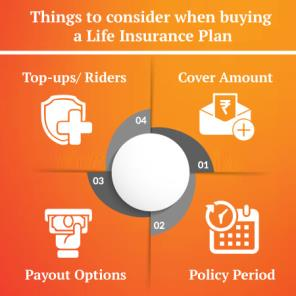 Things to consider when buying
a Life Insurance Plan
Top-ups/ Riders
Cover Amount
₹
04
01
03
02
Payout Options
Policy Period